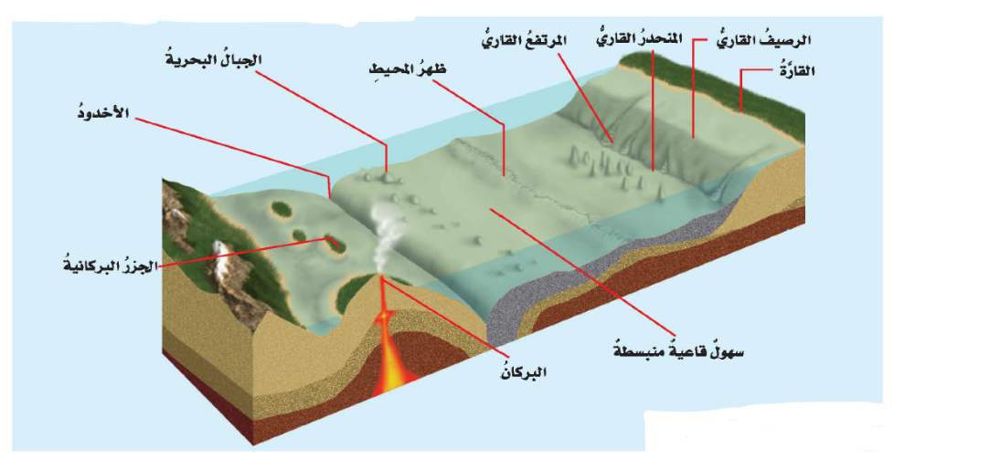 الرصيفُ القاريُّ
المنحدرُ القاريُّ
المرتفعُ القاريُّ
القارَّةُ
ظهرُ المحيطِ
الجبالُ البحريةُ
الأخدودُ
الجزرُ البركانيةُ
سهولٌ قاعيةٌ منبسطةٌ
البركانُ